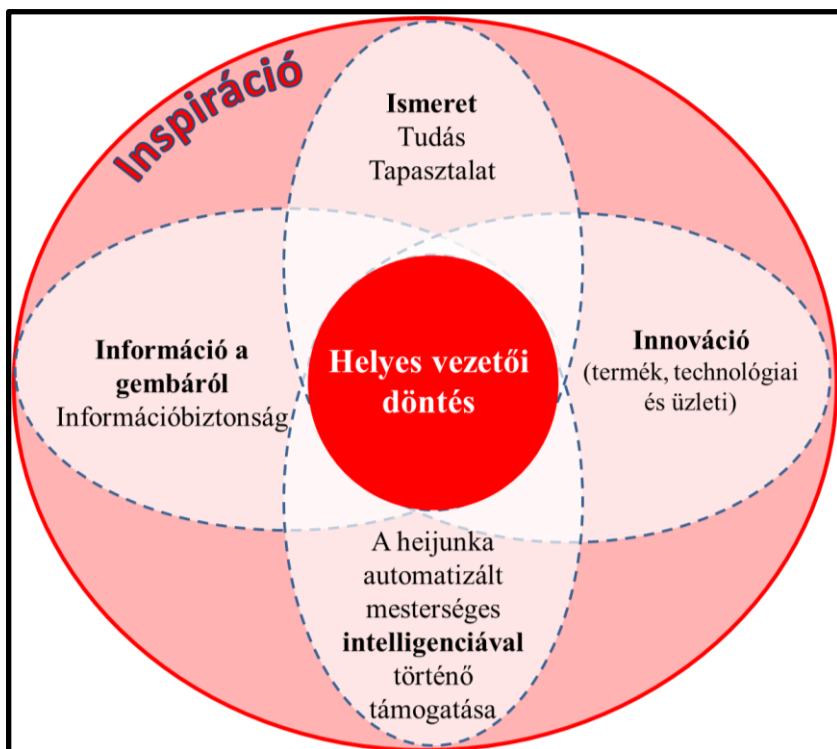 Inspiráció
Ismeret
Tudás
Tapasztalat
Információ a
gembáról
Információbiztonság
Helyes vezetői
döntés
Innováció
(termék, technológiai
és üzleti)
A heijunka
automatizált
mesterséges
intelligenciával
történő
támogatása